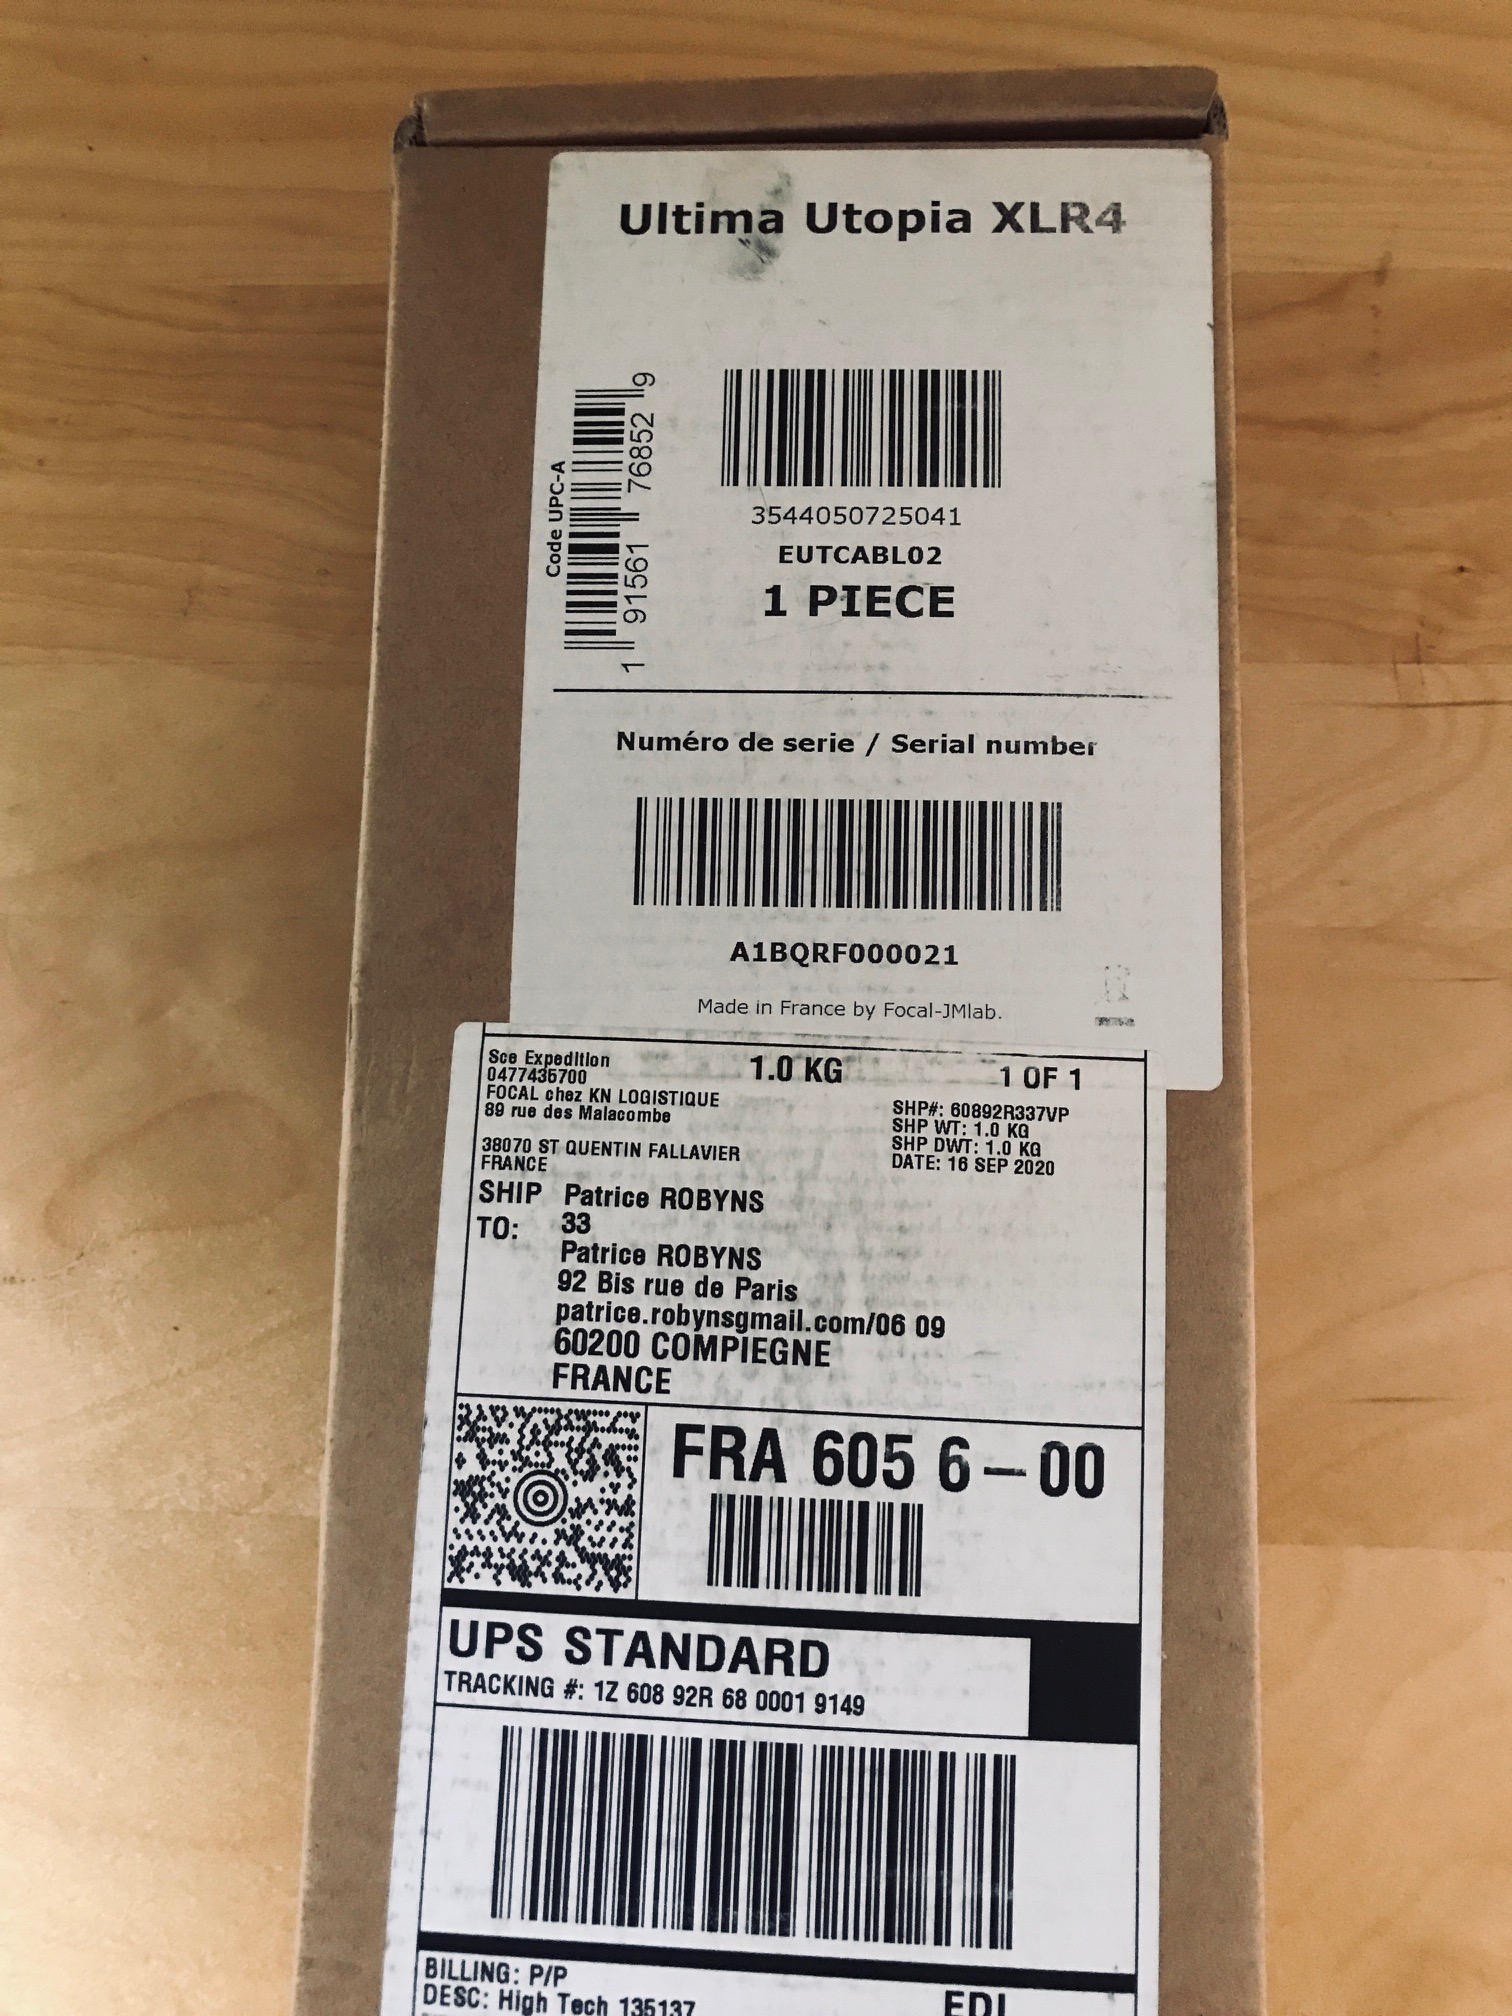 Ultima Utopia XLR4
Code UPC-A
1 91561 76852 9
3544050725041
EUTCABL02
1 PIECE
Numéro de serie / Serial number
A1BQRF000021
Made in France by Focal-JMlab.
Sce Expedition
0477435700
FOCAL chez KN LOGISTIQUE
89 rue des Malacombe
38070 ST QUENTIN FALLAVIER
FRANCE
1.0 KG
1 OF 1
SHP#: 60892R337VP
SHP WT: 1.0 KG
SHP DWT: 1.0 KG
DATE: 16 SEP 2020
SHIP TO:
Patrice ROBYNS
33
Patrice ROBYNS
92 Bis rue de Paris
patrice.robynsgmail.com/06 09
60200 COMPIEGNE
FRANCE
FRA 605 6-00
UPS STANDARD
TRACKING #: 1Z 608 92R 68 0001 9149
BILLING: P/P
DESC: High Tech 135137
EDI